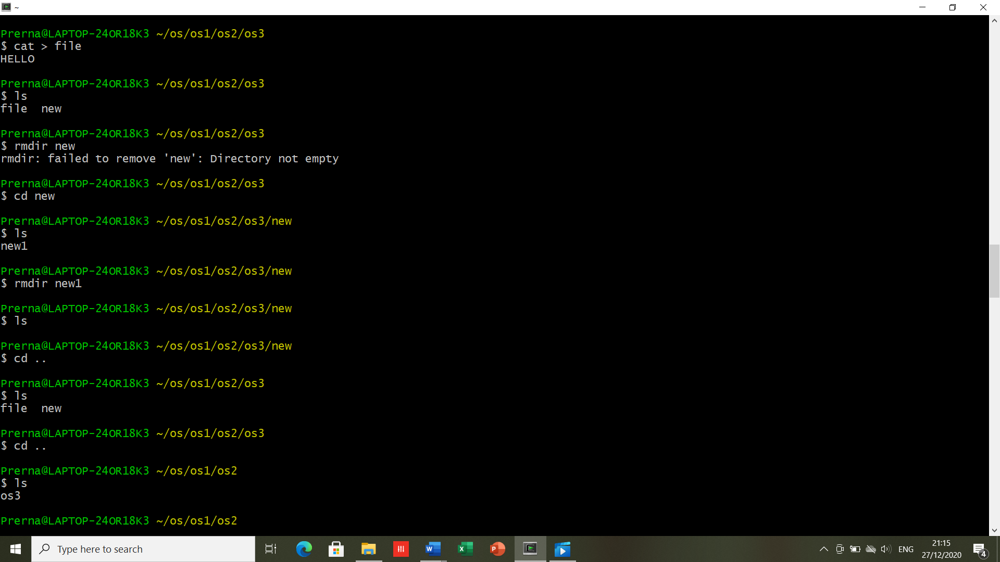 ~
Prerna@LAPTOP-24OR18K3 ~/os/os1/os2/os3
$ cat > file
HELLO
Prerna@LAPTOP-24OR18K3 ~/os/os1/os2/os3
$ ls
file  new
Prerna@LAPTOP-24OR18K3 ~/os/os1/os2/os3
$ rmdir new
rmdir: failed to remove 'new': Directory not empty
Prerna@LAPTOP-24OR18K3 ~/os/os1/os2/os3
$ cd new
Prerna@LAPTOP-24OR18K3 ~/os/os1/os2/os3/new
$ ls
new1
Prerna@LAPTOP-24OR18K3 ~/os/os1/os2/os3/new
$ rmdir new1
Prerna@LAPTOP-24OR18K3 ~/os/os1/os2/os3/new
$ ls
Prerna@LAPTOP-24OR18K3 ~/os/os1/os2/os3/new
$ cd ..
Prerna@LAPTOP-24OR18K3 ~/os/os1/os2/os3
$ ls
file  new
Prerna@LAPTOP-24OR18K3 ~/os/os1/os2/os3
$ cd ..
Prerna@LAPTOP-24OR18K3 ~/os/os1/os2
$ ls
os3
Prerna@LAPTOP-24OR18K3 ~/os/os1/os2
Type here to search
W
X
P
ENG
21:15
27/12/2020
4